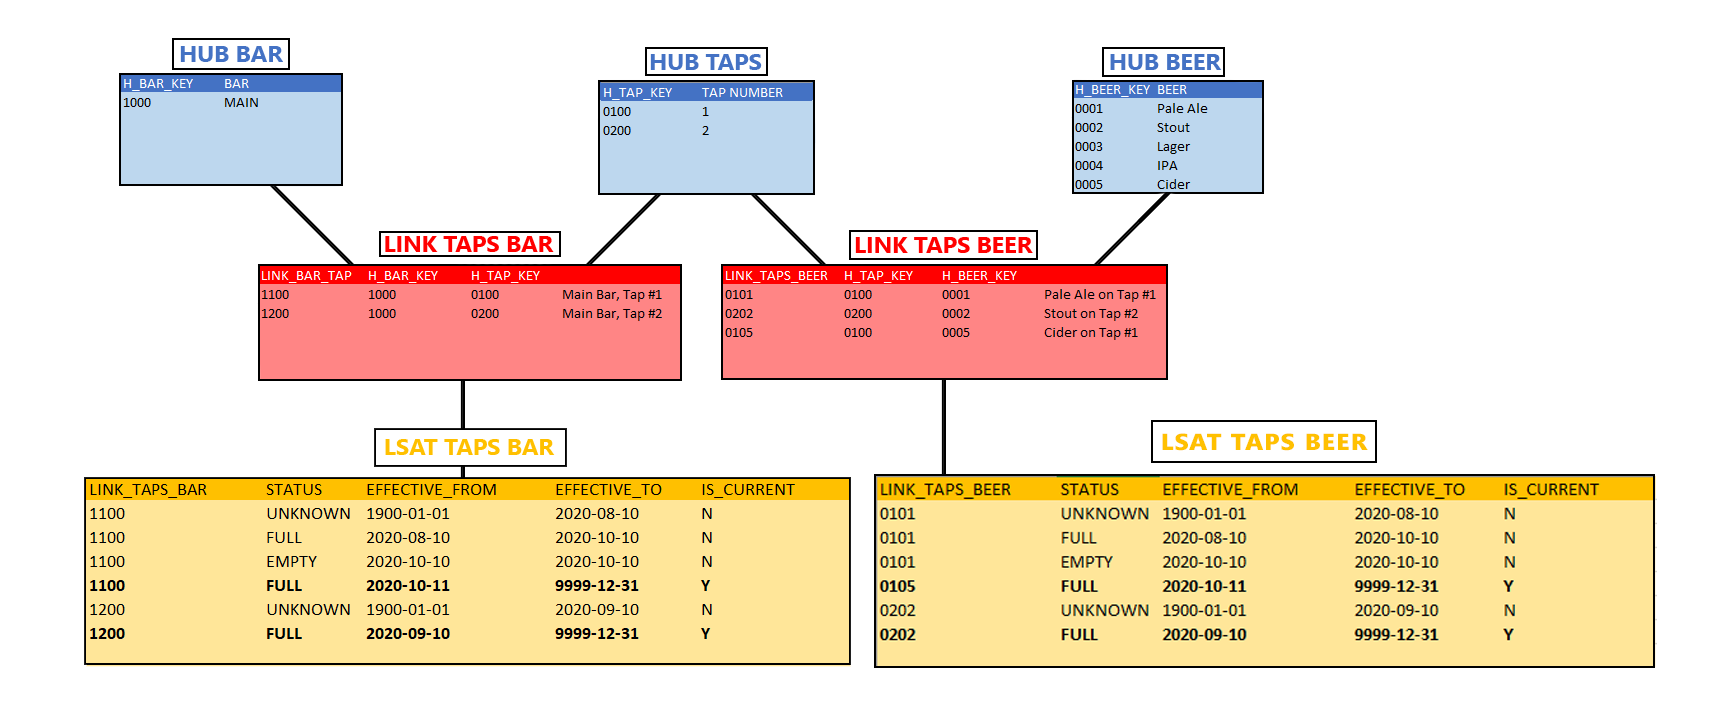 HUB BAR
H_BAR_KEY BAR
1000 MAIN
HUB TAPS
H_TAP_KEY TAP NUMBER
0100 1
0200 2
HUB BEER
H_BEER_KEY BEER
0001 Pale Ale
0002 Stout
0003 Lager
0004 IPA
0005 Cider
LINK TAPS BAR
LINK_BAR_TAP H_BAR_KEY H_TAP_KEY
1100 1000 0100 Main Bar, Tap #1
1200 1000 0200 Main Bar, Tap #2
LINK TAPS BEER
LINK_TAPS_BEER H_TAP_KEY H_BEER_KEY
0101 0100 0001 Pale Ale on Tap #1
0202 0200 0002 Stout on Tap #2
0105 0100 0005 Cider on Tap #1
LSAT TAPS BAR
LINK_TAPS_BAR STATUS EFFECTIVE_FROM EFFECTIVE_TO IS_CURRENT
1100 UNKNOWN 1900-01-01 2020-08-10 N
1100 FULL 2020-08-10 2020-10-10 N
1100 EMPTY 2020-10-10 2020-10-10 N
1100 FULL 2020-10-11 9999-12-31 Y
1200 UNKNOWN 1900-01-01 2020-09-10 N
1200 FULL 2020-09-10 9999-12-31 Y
LSAT TAPS BEER
LINK_TAPS_BEER STATUS EFFECTIVE_FROM EFFECTIVE_TO IS_CURRENT
0101 UNKNOWN 1900-01-01 2020-08-10 N
0101 FULL 2020-08-10 2020-10-10 N
0101 EMPTY 2020-10-10 2020-10-10 N
0105 FULL 2020-10-11 9999-12-31 Y
0202 UNKNOWN 1900-01-01 2020-09-10 N
0202 FULL 2020-09-10 9999-12-31 Y